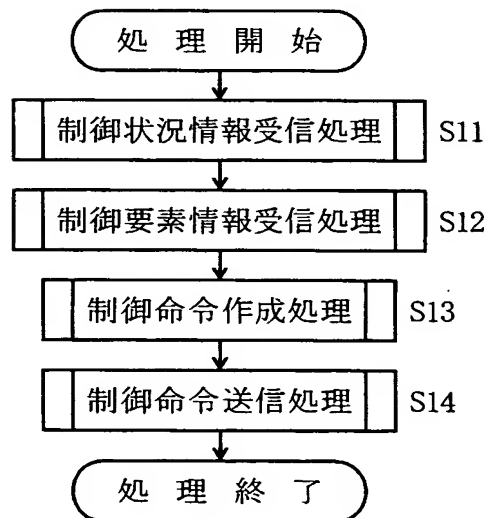 処理開始
制御状況情報受信処理 S11
制御要素情報受信処理 S12
制御命令作成処理 S13
制御命令送信処理 S14
処理終了